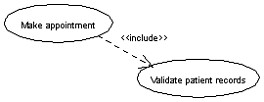 Make appointment
<<include>>
Validate patient records